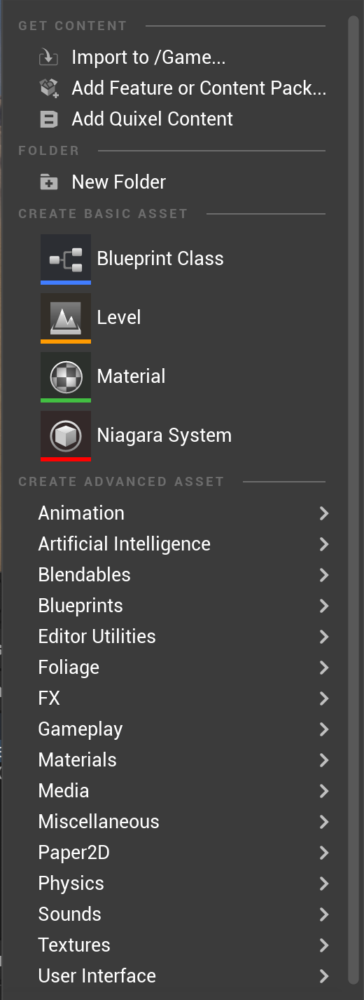 GET CONTENT
Import to /Game...
Add Feature or Content Pack...
Add Quixel Content
FOLDER
New Folder
CREATE BASIC ASSET
Blueprint Class
Level
Material
Niagara System
CREATE ADVANCED ASSET
Animation
Artificial Intelligence
Blendables
Blueprints
Editor Utilities
Foliage
FX
Gameplay
Materials
Media
Miscellaneous
Paper2D
Physics
Sounds
Textures
User Interface